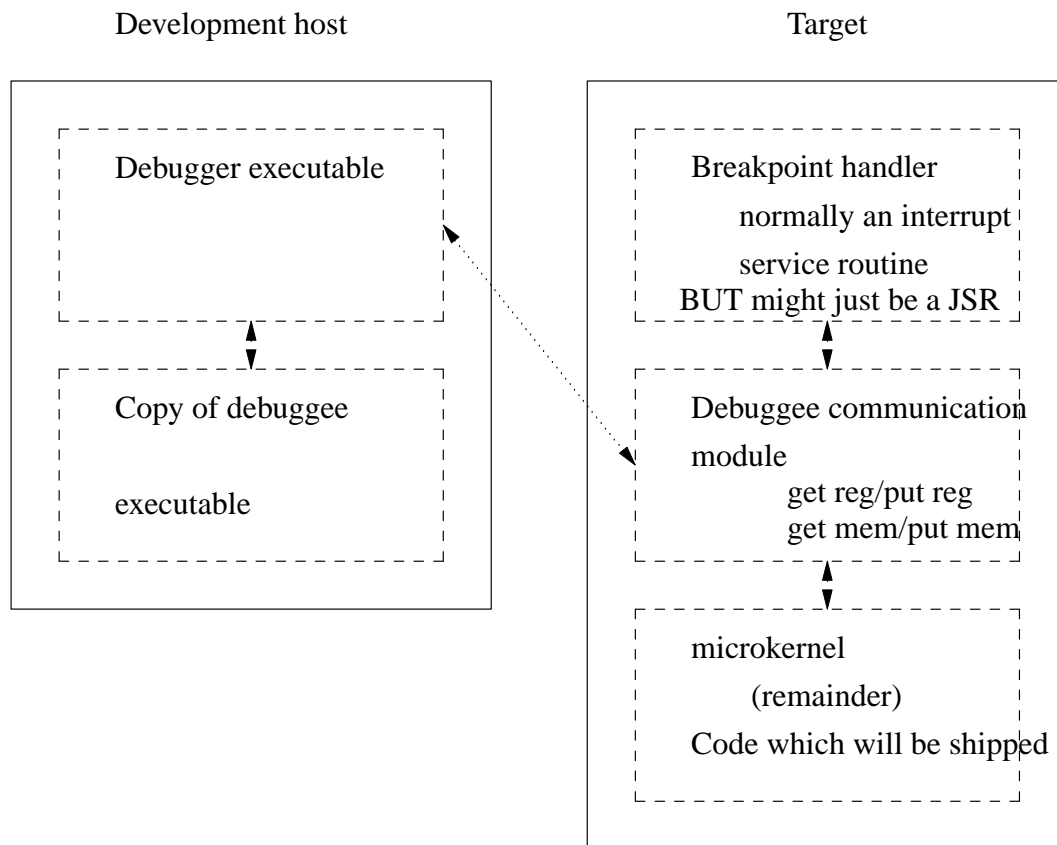 Development host
Target
Debugger executable
Copy of debuggee
executable
Breakpoint handler
normally an interrupt
service routine
BUT might just be a JSR
Debuggee communication
module
get reg/put reg
get mem/put mem
microkernel
(remainder)
Code which will be shipped